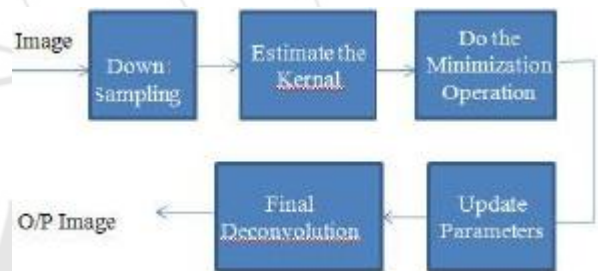 Image
Down:
Sampling
Estimate the
Kernal
Do the
Minimization
Operation
Update
Parameters
Final
Deconvolution
O/P Image